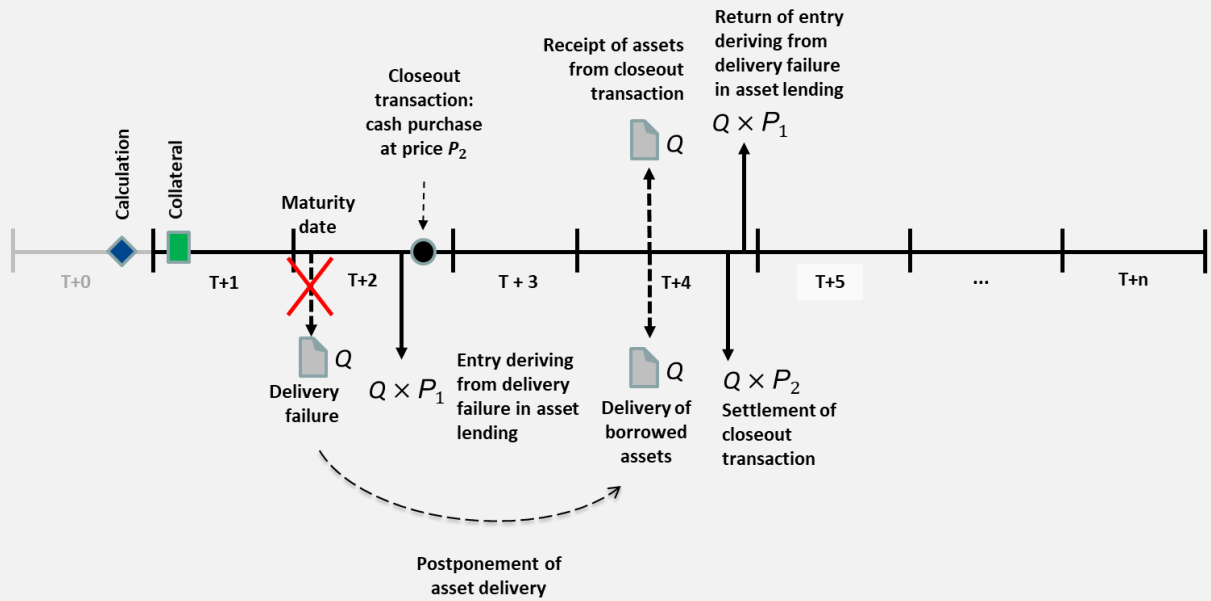 Return of entry
deriving from
delivery failure
in asset lending
Q × P₁
Receipt of assets
from closeout
transaction
Q
Closeout
transaction:
cash purchase
at price P₂
Calculation
Collateral
Maturity
date
T+0
T+1
T+2
T + 3
T+4
T+5
...
T+n
Q
Delivery
failure
Q × P₁
Entry deriving
from delivery
failure in asset
lending
Q
Delivery of
borrowed
assets
Q × P₂
Settlement of
closeout
transaction
Postponement of
asset delivery